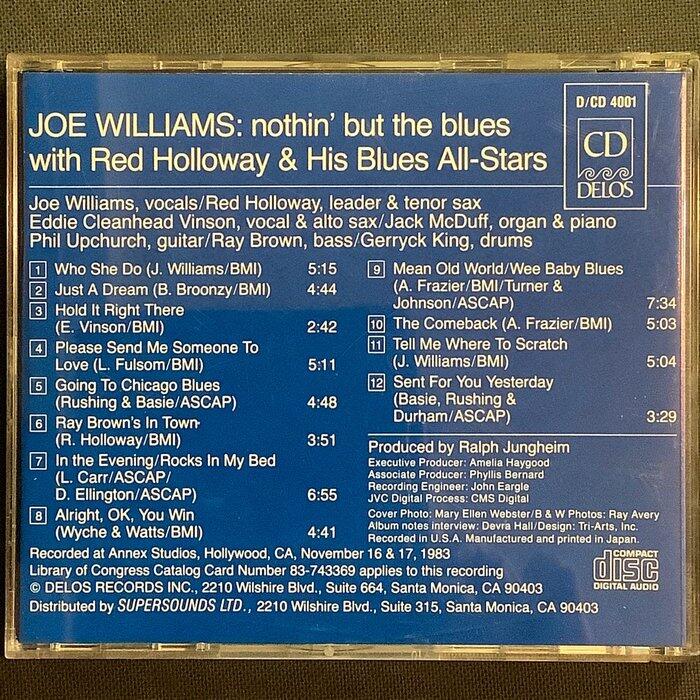 D/CD 4001
CD
DELOS
JOE WILLIAMS: nothin' but the blues
with Red Holloway & His Blues All-Stars
Joe Williams, vocals/Red Holloway, leader & tenor sax
Eddie Cleanhead Vinson, vocal & alto sax/Jack McDuff, organ & piano
Phil Upchurch, guitar/Ray Brown, bass/Gerryck King, drums
1 Who She Do (J. Williams/BMI) 5:15
2 Just A Dream (B. Broonzy/BMI) 4:44
3 Hold It Right There
(E. Vinson/BMI) 2:42
4 Please Send Me Someone To
Love (L. Fulsom/BMI) 5:11
5 Going To Chicago Blues
(Rushing & Basie/ASCAP) 4:48
6 Ray Brown's In Town
(R. Holloway/BMI) 3:51
7 In the Evening/Rocks In My Bed
(L. Carr/ASCAP/
D. Ellington/ASCAP) 6:55
8 Alright, OK, You Win
(Wyche & Watts/BMI) 4:41
9 Mean Old World/Wee Baby Blues
(A. Frazier/BMI/Turner &
Johnson/ASCAP) 7:34
10 The Comeback (A. Frazier/BMI) 5:03
11 Tell Me Where To Scratch
(J. Williams/BMI) 5:04
12 Sent For You Yesterday
(Basie, Rushing &
Durham/ASCAP) 3:29
Produced by Ralph Jungheim
Executive Producer: Amelia Haygood
Associate Producer: Phyllis Bernard
Recording Engineer: John Eargle
JVC Digital Process: CMS Digital
Cover Photo: Mary Ellen Webster/B & W Photos: Ray Avery
Album notes interview: Devra Hall/Design: Tri-Arts, Inc.
Recorded in U.S.A. Manufactured and printed in Japan.
Recorded at Annex Studios, Hollywood, CA, November 16 & 17, 1983
Library of Congress Catalog Card Number 83-743369 applies to this recording
© DELOS RECORDS INC., 2210 Wilshire Blvd., Suite 664, Santa Monica, CA 90403
Distributed by SUPERSOUNDS LTD., 2210 Wilshire Blvd., Suite 315, Santa Monica, CA 90403
COMPACT
disc
DIGITAL AUDIO